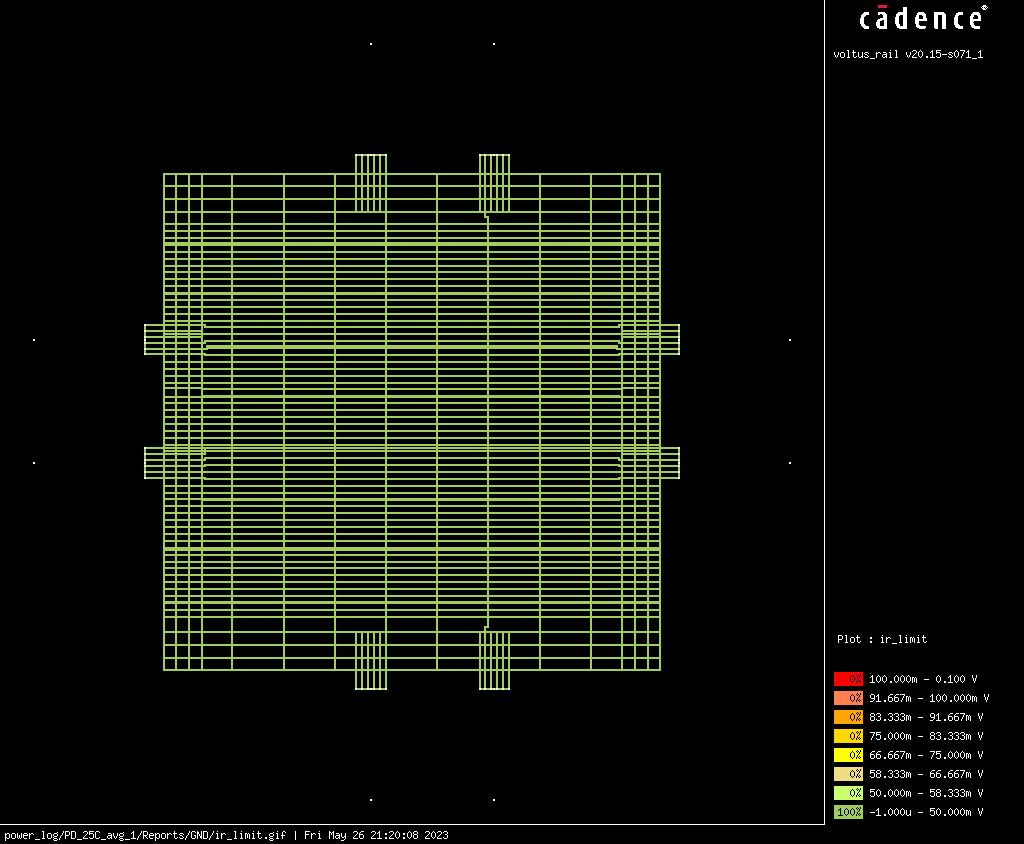 cādence®
voltus_rail v20.15-s071_1
Plot : ir_limit
0% 100.000m - 0.100 V
0% 91.667m - 100.000m V
0% 83.333m - 91.667m V
0% 75.000m - 83.333m V
0% 66.667m - 75.000m V
0% 58.333m - 66.667m V
0% 50.000m - 58.333m V
100% -1.000u - 50.000m V
power_log/PD_25C_avg_1/Reports/GND/ir_limit.gif | Fri May 26 21:20:08 2023